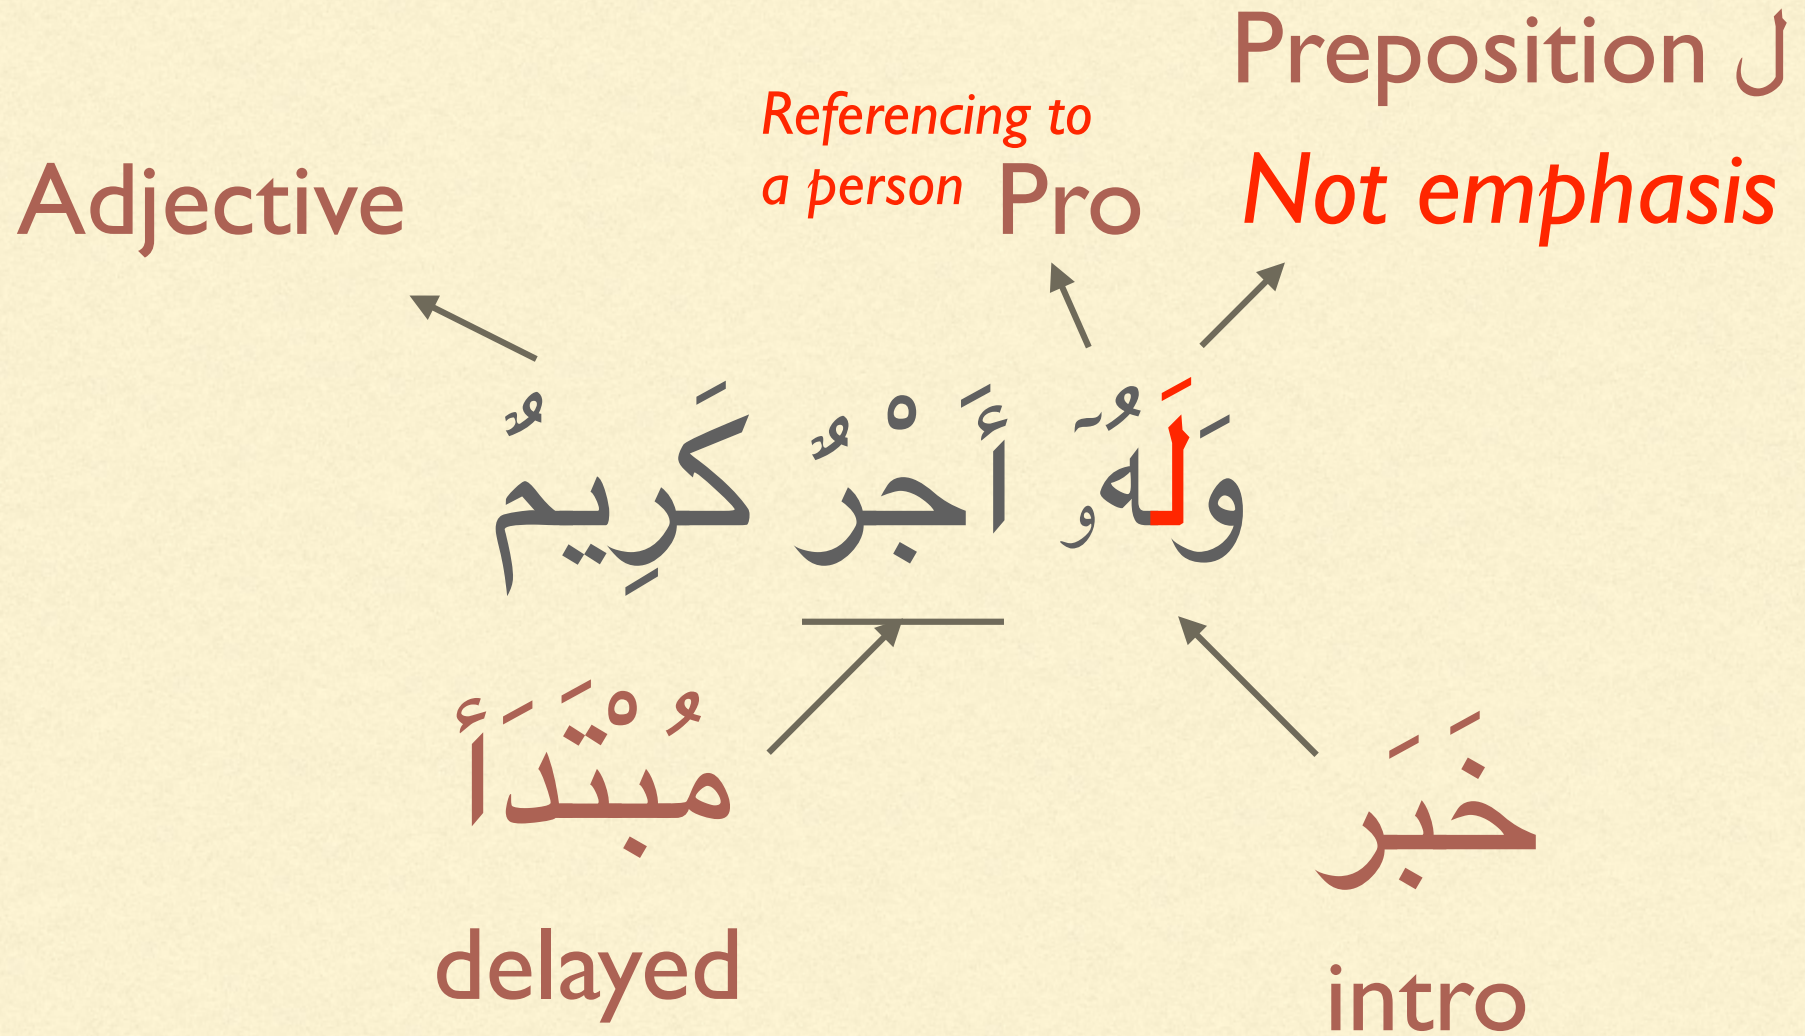 Preposition ل
Referencing to
a person
Pro
Not emphasis
Adjective
وَلَهُۥٓ أَجْرٌ كَرِيمٌ
مُبْتَدَأ
خَبَر
delayed
intro